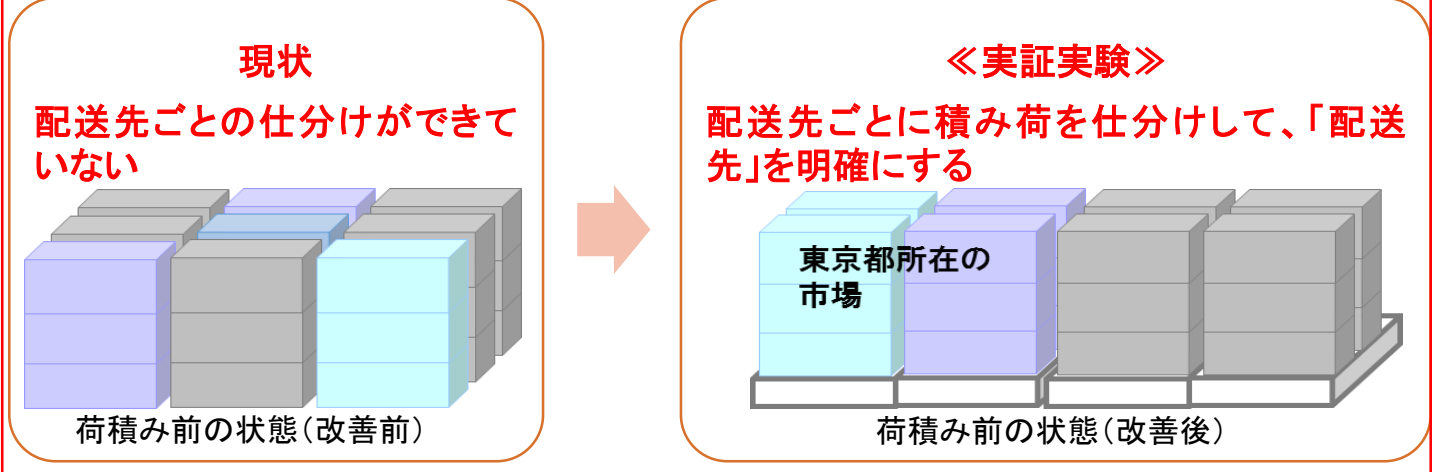 現状
配送先ごとの仕分けができて
いない
荷積み前の状態(改善前)
≪実証実験≫
配送先ごとに積み荷を仕分けして、「配送
先」を明確にする
東京都所在の
市場
荷積み前の状態(改善後)